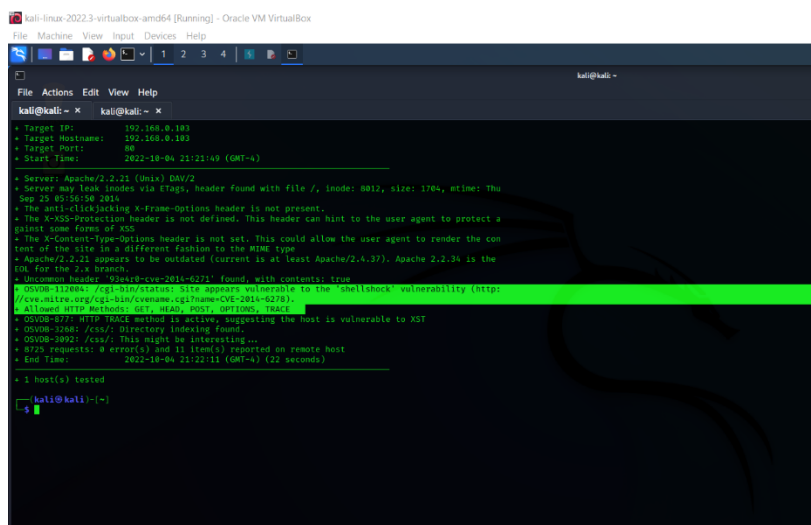 kali-linux-2022.3-virtualbox-amd64 [Running] - Oracle VM VirtualBox
File Machine View Input Devices Help
1 2 3 4
kali@kali: ~
File Actions Edit View Help
kali@kali: ~ × kali@kali: ~ ×
+ Target IP: 192.168.0.103
+ Target Hostname: 192.168.0.103
+ Target Port: 80
+ Start Time: 2022-10-04 21:21:49 (GMT-4)
+ Server: Apache/2.2.21 (Unix) DAV/2
+ Server may leak inodes via ETags, header found with file /, inode: 8012, size: 1704, mtime: Thu
Sep 25 05:56:50 2014
+ The anti-clickjacking X-Frame-Options header is not present.
+ The X-XSS-Protection header is not defined. This header can hint to the user agent to protect a
gainst some forms of XSS
+ The X-Content-Type-Options header is not set. This could allow the user agent to render the con
tent of the site in a different fashion to the MIME type
+ Apache/2.2.21 appears to be outdated (current is at least Apache/2.4.37). Apache 2.2.34 is the
EOL for the 2.x branch.
+ Uncommon header '93e4r0-cve-2014-6271' found, with contents: true
+ OSVDB-112004: /cgi-bin/status: Site appears vulnerable to the 'shellshock' vulnerability (http:
//cve.mitre.org/cgi-bin/cvename.cgi?name=CVE-2014-6278).
+ Allowed HTTP Methods: GET, HEAD, POST, OPTIONS, TRACE
+ OSVDB-877: HTTP TRACE method is active, suggesting the host is vulnerable to XST
+ OSVDB-3268: /css/: Directory indexing found.
+ OSVDB-3092: /css/: This might be interesting...
+ 8725 requests: 0 error(s) and 11 item(s) reported on remote host
+ End Time: 2022-10-04 21:22:11 (GMT-4) (22 seconds)
+ 1 host(s) tested
(kali㉿kali)-[~]
$